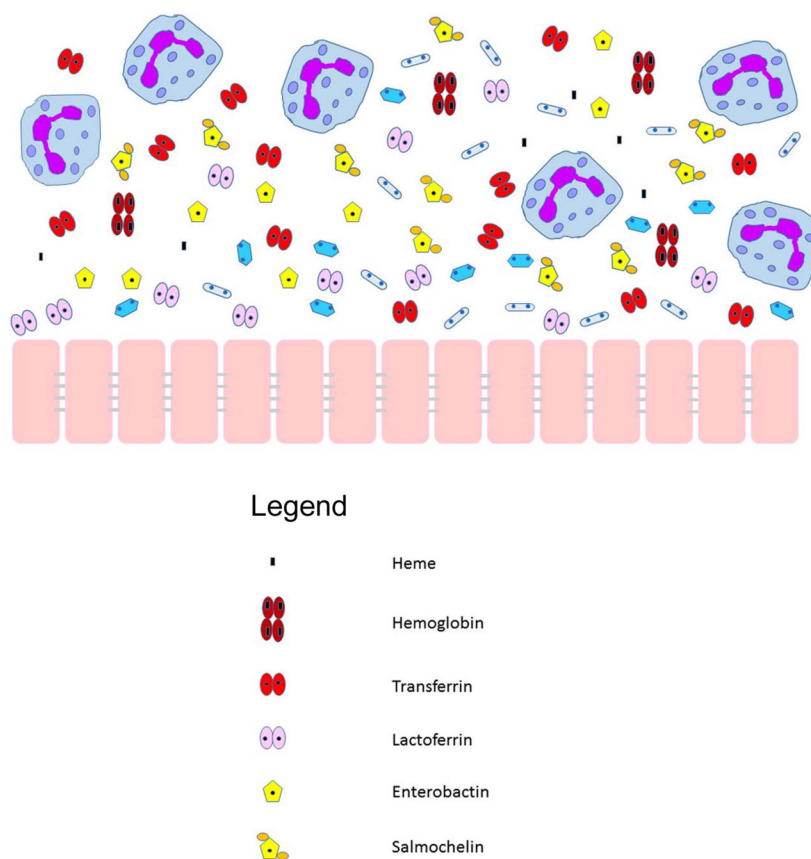 Legend
Heme
Hemoglobin
Transferrin
Lactoferrin
Enterobactin
Salmochelin